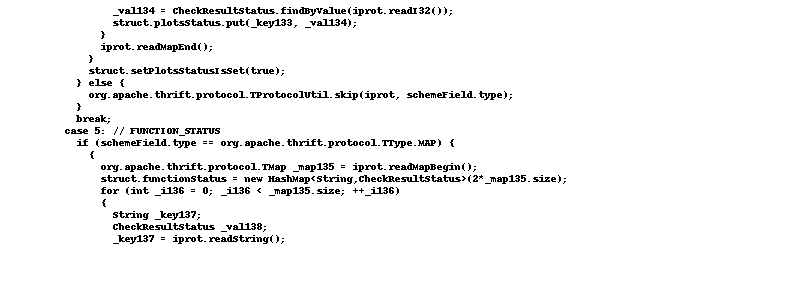 _val134 = CheckResultStatus.findByValue(iprot.readI32());
struct.plotsStatus.put(_key133, _val134);
}
iprot.readMapEnd();
}
struct.setPlotsStatusIsSet(true);
} else {
org.apache.thrift.protocol.TProtocolUtil.skip(iprot, schemeField.type);
}
break;
case 5: // FUNCTION_STATUS
if (schemeField.type == org.apache.thrift.protocol.TType.MAP) {
{
org.apache.thrift.protocol.TMap _map135 = iprot.readMapBegin();
struct.functionStatus = new HashMap<String,CheckResultStatus>(2*_map135.size);
for (int _i136 = 0; _i136 < _map135.size; ++_i136)
{
String _key137;
CheckResultStatus _val138;
_key137 = iprot.readString();